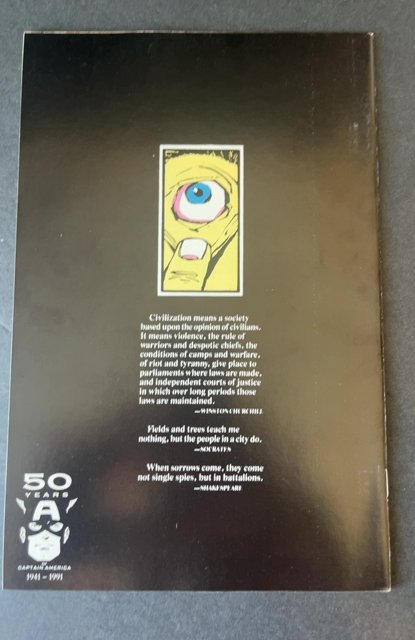 Civilization means a society
based upon the opinion of civilians.
It means violence, the rule of
warriors and despotic chiefs, the
conditions of camps and warfare,
of riot and tyranny, give place to
parliaments where laws are made,
and independent courts of justice
in which over long periods those
laws are maintained.
—WINSTON CHURCHILL
Fields and trees teach me
nothing, but the people in a city do.
—SOCRATES
When sorrows come, they come
not single spies, but in battalions.
—SHAKESPEARE
50
YEARS
A
OF
CAPTAIN AMERICA
1941 – 1991